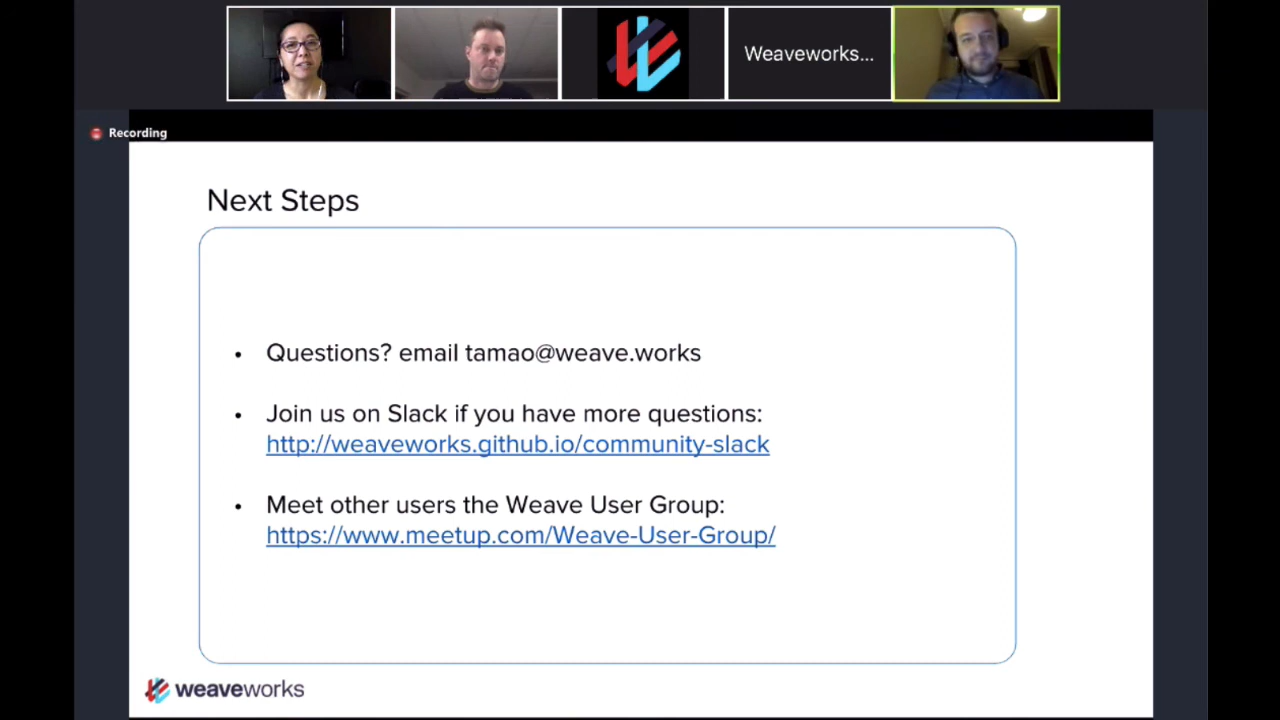 Weaveworks...
Recording
Next Steps
• Questions? email tamao@weave.works
• Join us on Slack if you have more questions:
http://weaveworks.github.io/community-slack
• Meet other users the Weave User Group:
https://www.meetup.com/Weave-User-Group/
weaveworks